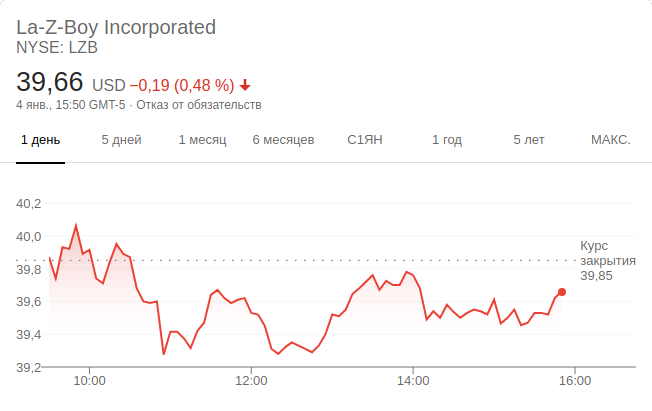 La-Z-Boy Incorporated
NYSE: LZB
39,66 USD −0,19 (0,48 %)
4 янв., 15:50 GMT-5 · Отказ от обязательств
1 день 5 дней 1 месяц 6 месяцев С1ЯН 1 год 5 лет МАКС.
40,2
40,0
Курс
закрытия
39,85
39,8
39,6
39,4
39,2
10:00 12:00 14:00 16:00